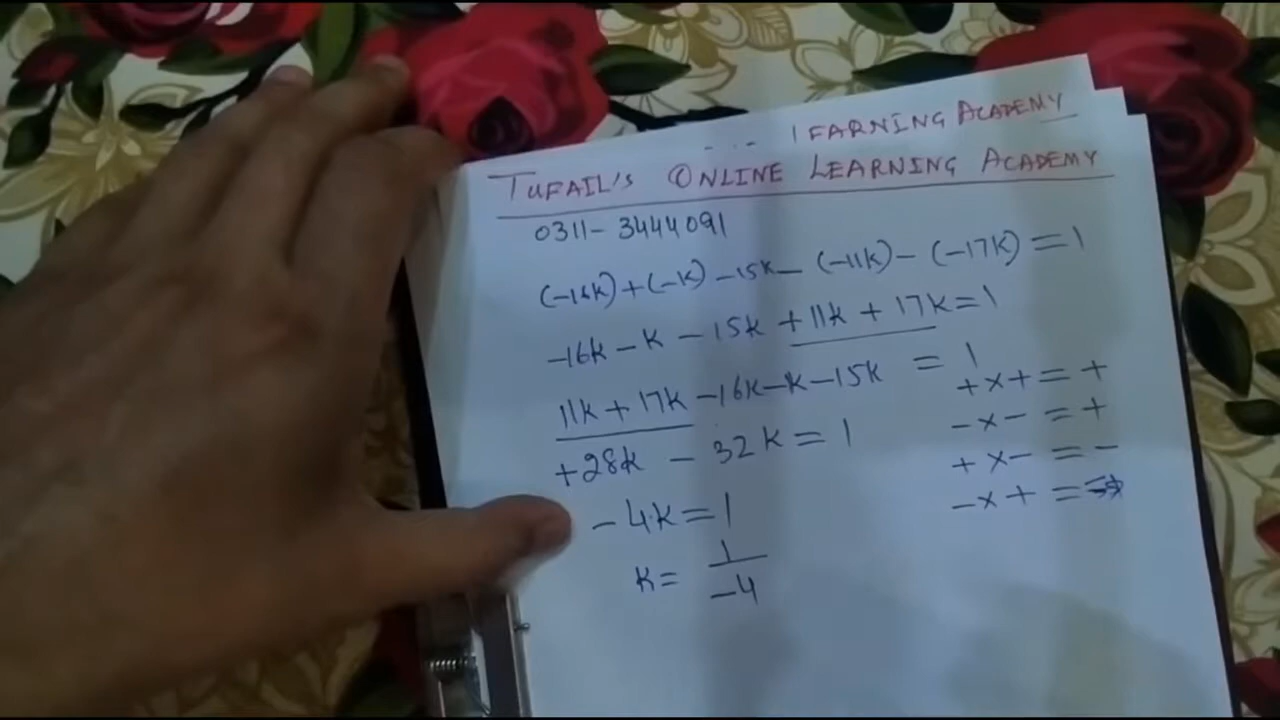 LEARNING ACADEMY
TUFAIL'S ONLINE LEARNING ACADEMY
0311-3444091
(-16k)+(-k)-15k-(-11k)-(-17k)=1
-16k-k-15k+11k+17k=1
11k+17k-16k-k-15k=1
+28k-32k=1
-4k=1
k=1/-4
+x+=+
-x-=+
+x-=-
-x+=